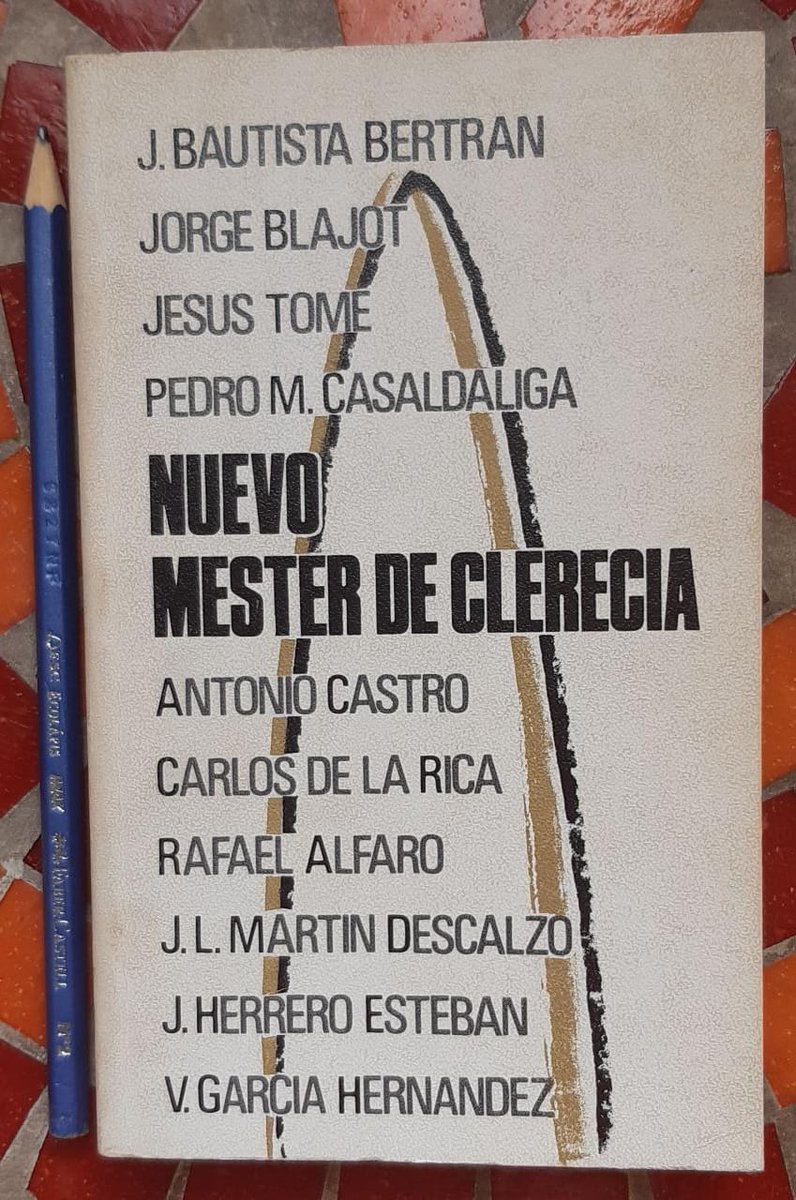 J. BAUTISTA BERTRAN
JORGE BLAJOT
JESUS TOME
PEDRO M. CASALDALIGA
NUEVO
MESTER DE CLERECIA
ANTONIO CASTRO
CARLOS DE LA RICA
RAFAEL ALFARO
J. L. MARTIN DESCALZO
J. HERRERO ESTEBAN
V. GARCIA HERNANDEZ